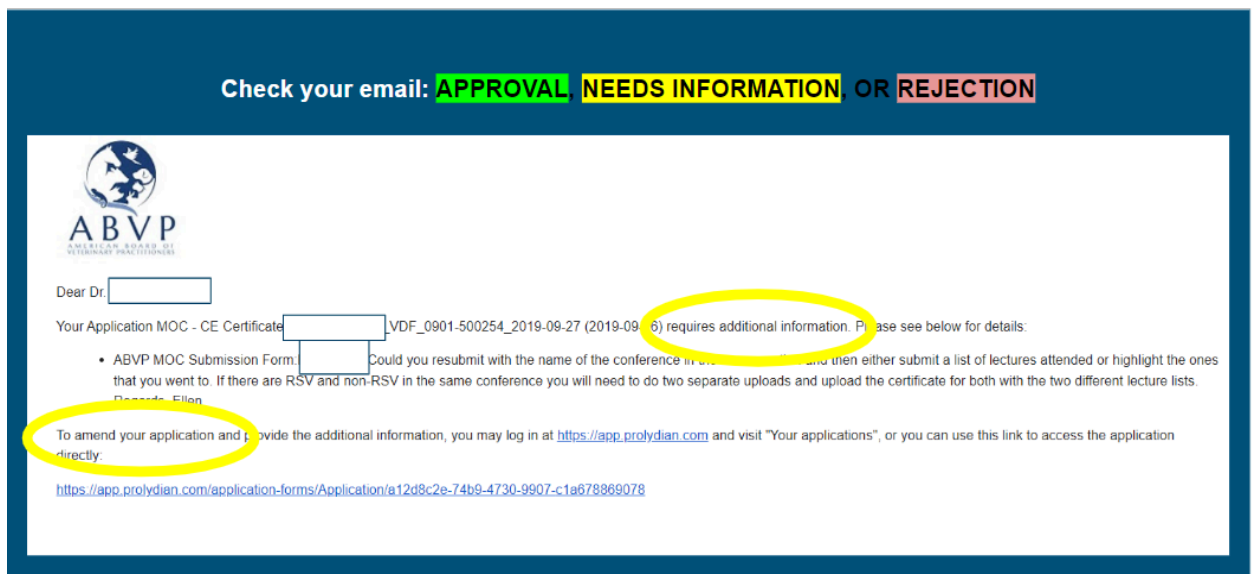 Check your email: APPROVAL, NEEDS INFORMATION, OR REJECTION
ABVP
AMERICAN BOARD OF
VETERINARY PRACTITIONERS
Dear Dr.
Your Application MOC - CE Certificate _VDF_0901-500254_2019-09-27 (2019-09- 6) requires additional information. Please see below for details:
• ABVP MOC Submission Form: Could you resubmit with the name of the conference in the and then either submit a list of lectures attended or highlight the ones
that you went to. If there are RSV and non-RSV in the same conference you will need to do two separate uploads and upload the certificate for both with the two different lecture lists.
Regards, Ellen
To amend your application and provide the additional information, you may log in at https://app.prolydian.com and visit "Your applications", or you can use this link to access the application
directly:
https://app.prolydian.com/application-forms/Application/a12d8c2e-74b9-4730-9907-c1a678869078